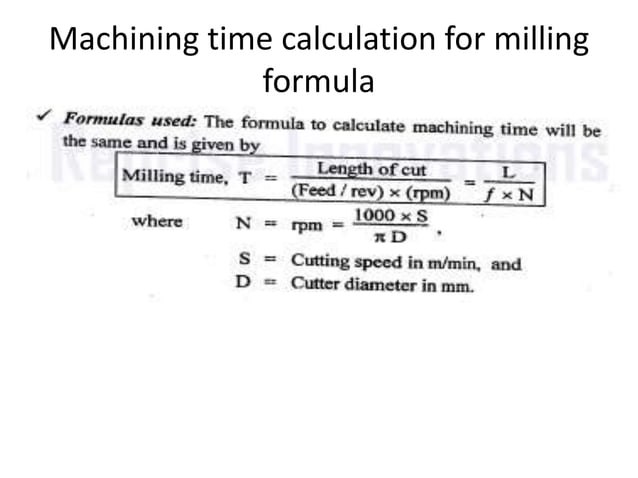 Machining time calculation for milling
formula
✓ Formulas used: The formula to calculate machining time will be
the same and is given by
Milling time, T = Length of cut / (Feed / rev) × (rpm) = L / f × N
where N = rpm = 1000 × S / π D ,
S = Cutting speed in m/min, and
D = Cutter diameter in mm.